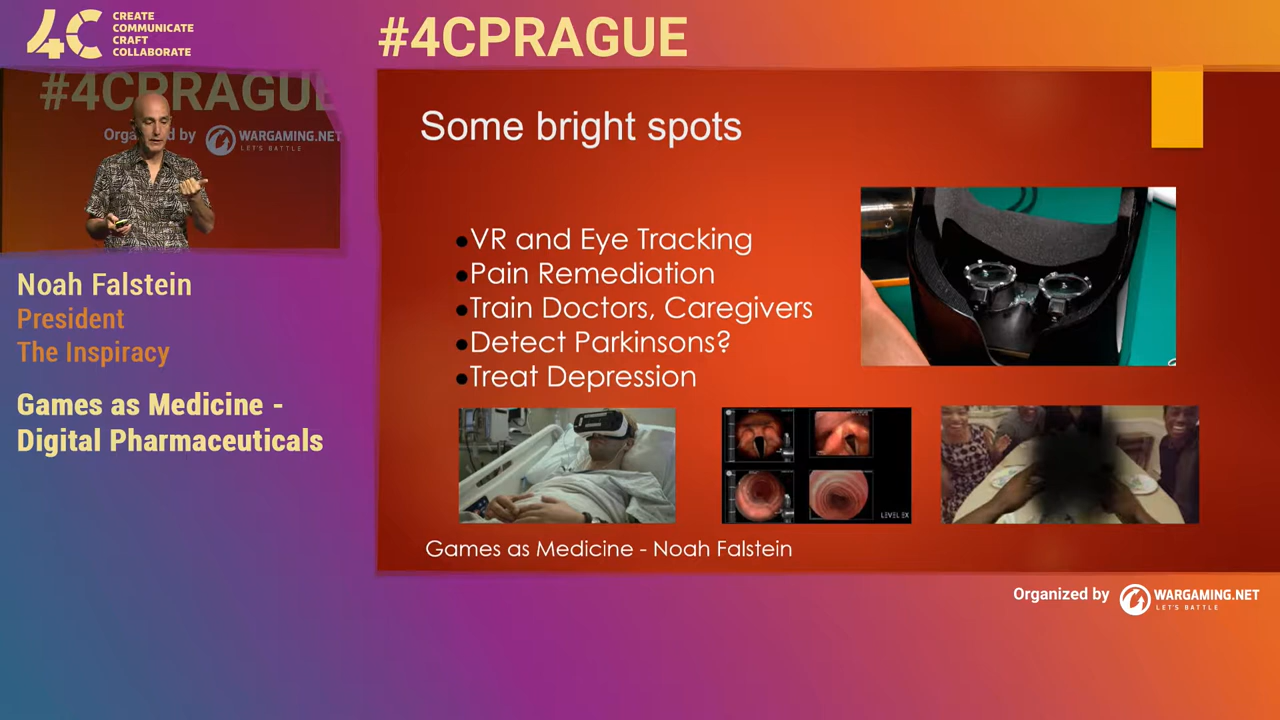 4C
CREATE
COMMUNICATE
CRAFT
COLLABORATE
#4CPRAGUE
#4CPRAGUE
Organized by
WARGAMING.NET
LET'S BATTLE
Noah Falstein
President
The Inspiracy
Games as Medicine -
Digital Pharmaceuticals
Some bright spots
●VR and Eye Tracking
●Pain Remediation
●Train Doctors, Caregivers
●Detect Parkinsons?
●Treat Depression
LEVEL EX
Games as Medicine - Noah Falstein
Organized by
WARGAMING.NET
LET'S BATTLE